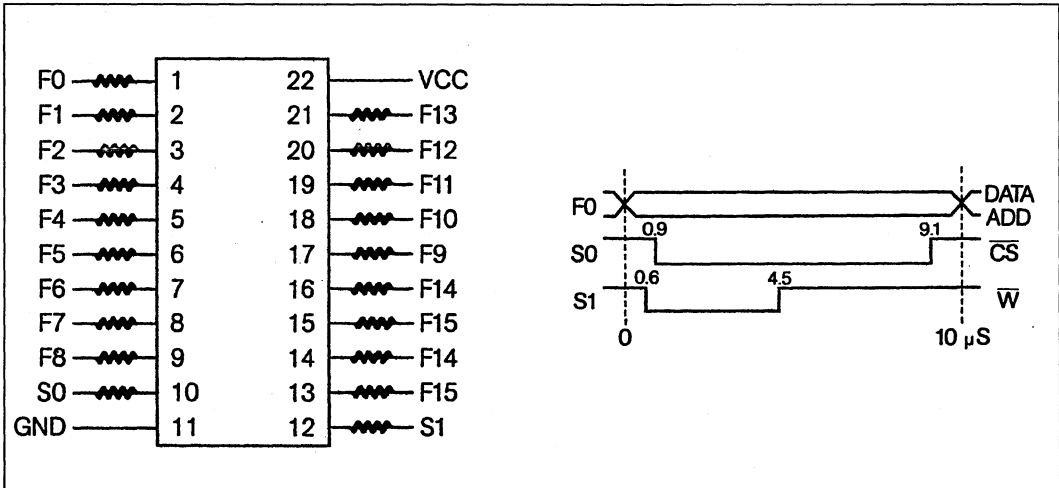 F0 1 22 VCC
F1 2 21 F13
F2 3 20 F12
F3 4 19 F11
F4 5 18 F10
F5 6 17 F9
F6 7 16 F14
F7 8 15 F15
F8 9 14 F14
S0 10 13 F15
GND 11 12 S1
F0 DATA
ADD
S0 0.9 9.1 CS
S1 0.6 4.5 W
0 10 µS